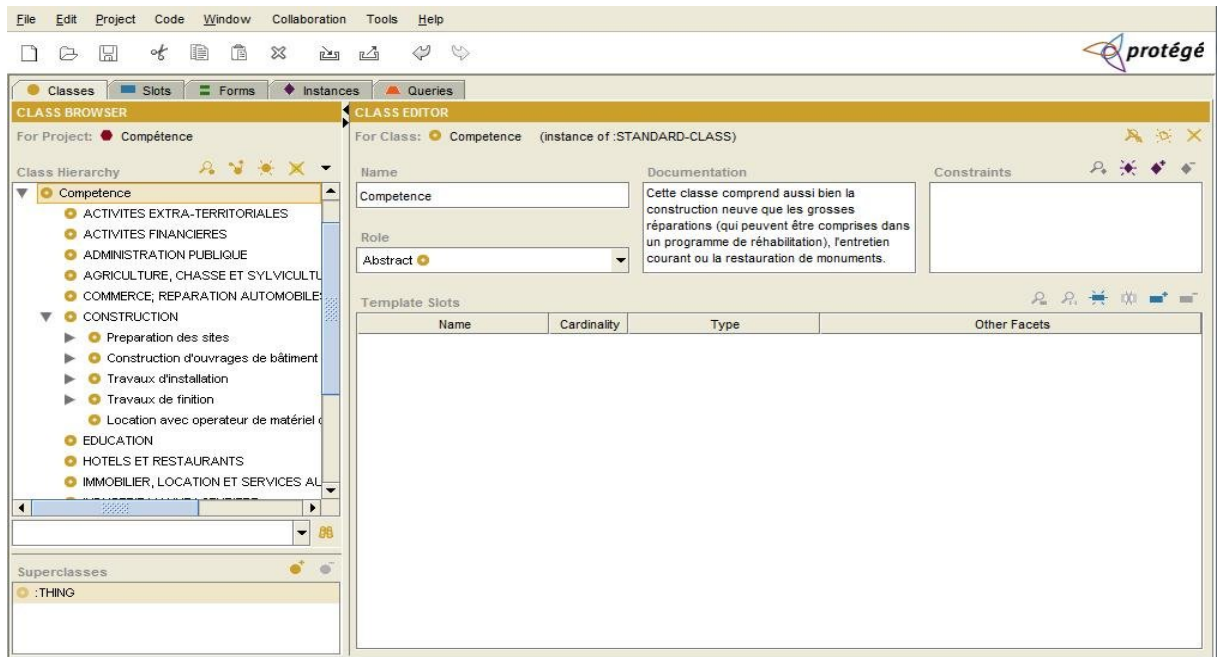 File Edit Project Code Window Collaboration Tools Help
protégé
Classes Slots Forms Instances Queries
CLASS BROWSER
For Project: Compétence
Class Hierarchy
Competence
ACTIVITES EXTRA-TERRITORIALES
ACTIVITES FINANCIERES
ADMINISTRATION PUBLIQUE
AGRICULTURE, CHASSE ET SYLVICULTU
COMMERCE; REPARATION AUTOMOBILE
CONSTRUCTION
Preparation des sites
Construction d'ouvrages de bâtiment
Travaux d'installation
Travaux de finition
Location avec operateur de matériel
EDUCATION
HOTELS ET RESTAURANTS
IMMOBILIER, LOCATION ET SERVICES AU
Superclasses
:THING
CLASS EDITOR
For Class: Competence (instance of :STANDARD-CLASS)
Name
Competence
Role
Abstract
Documentation
Cette classe comprend aussi bien la
construction neuve que les grosses
réparations (qui peuvent être comprises dans
un programme de réhabilitation), l'entretien
courant ou la restauration de monuments.
Constraints
Template Slots
Name Cardinality Type Other Facets